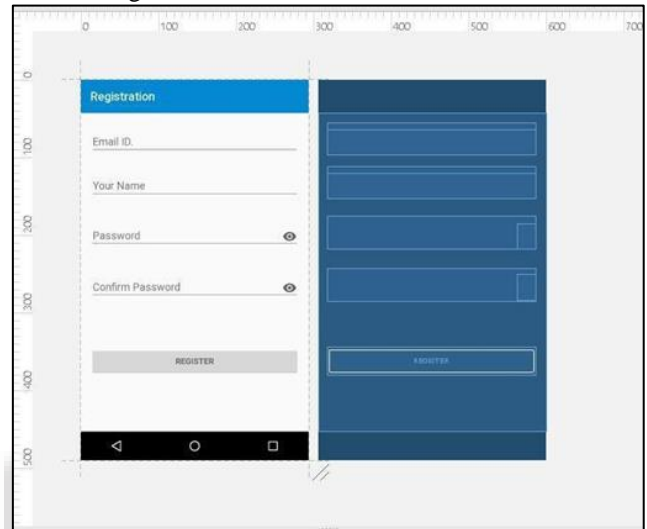 0 100 200 300 400 500 600 700
0
100
200
300
400
500
Registration
Email ID.
Your Name
Password
Confirm Password
REGISTER
REGISTER